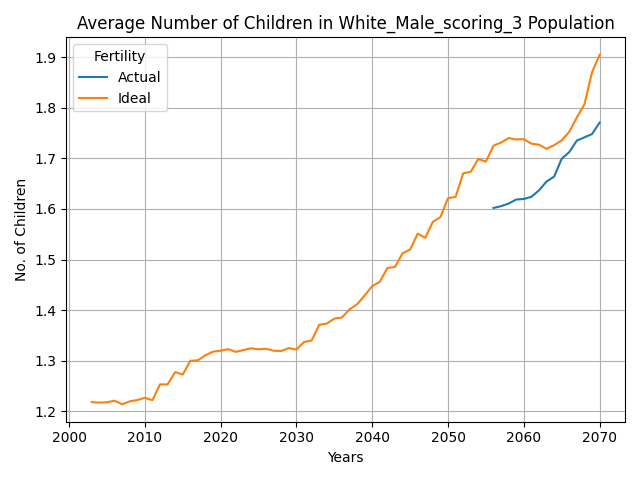 Average Number of Children in White_Male_scoring_3 Population
Fertility
Actual
Ideal
No. of Children
1.9
1.8
1.7
1.6
1.5
1.4
1.3
1.2
2000 2010 2020 2030 2040 2050 2060 2070
Years